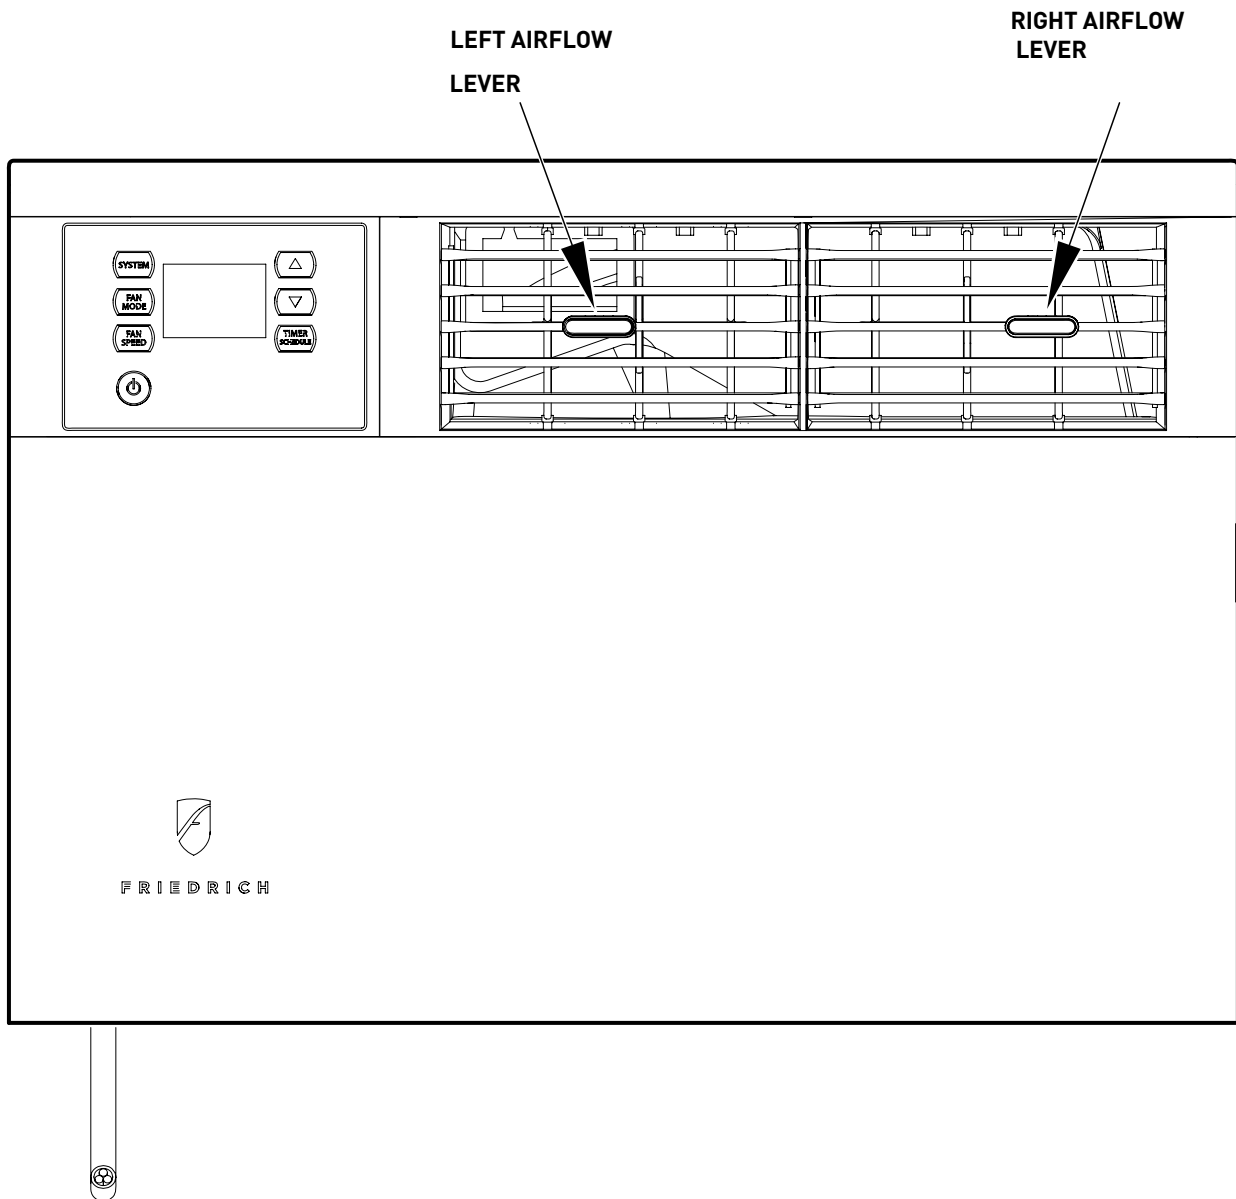 LEFT AIRFLOW
LEVER
RIGHT AIRFLOW
LEVER
SYSTEM
FAN
MODE
FAN
SPEED
TIMER
SCHEDULE
FRIEDRICH